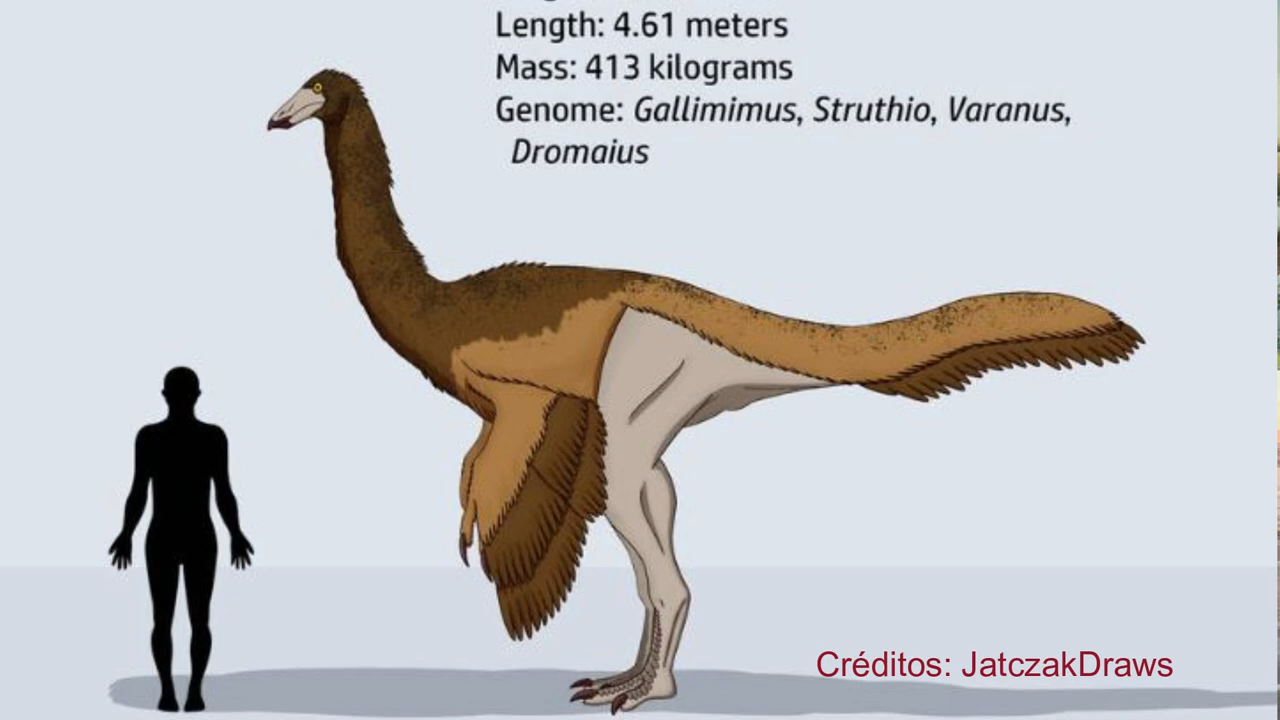 Length: 4.61 meters
Mass: 413 kilograms
Genome: Gallimimus, Struthio, Varanus,
Dromaius
Créditos: JatczakDraws